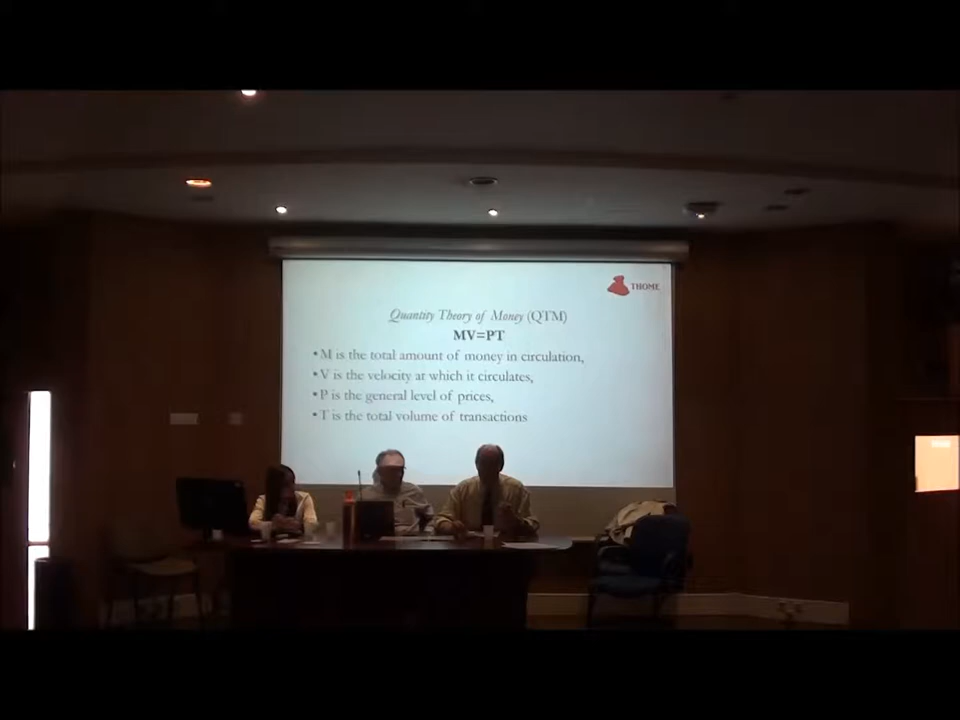 THOME
Quantity Theory of Money (QTM)
MV=PT
•M is the total amount of money in circulation,
•V is the velocity at which it circulates,
•P is the general level of prices,
•T is the total volume of transactions